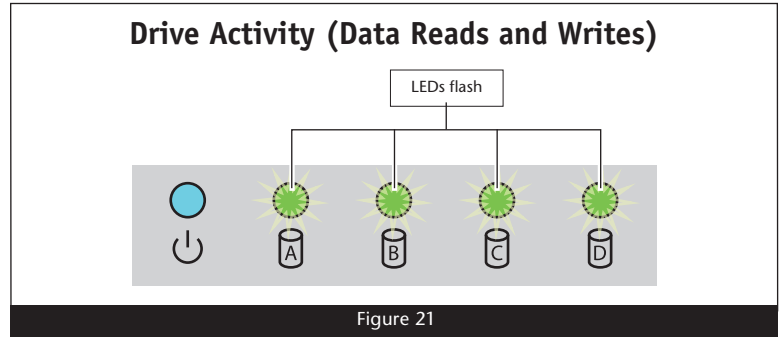 Drive Activity (Data Reads and Writes)
LEDs flash
A B C D
Figure 21